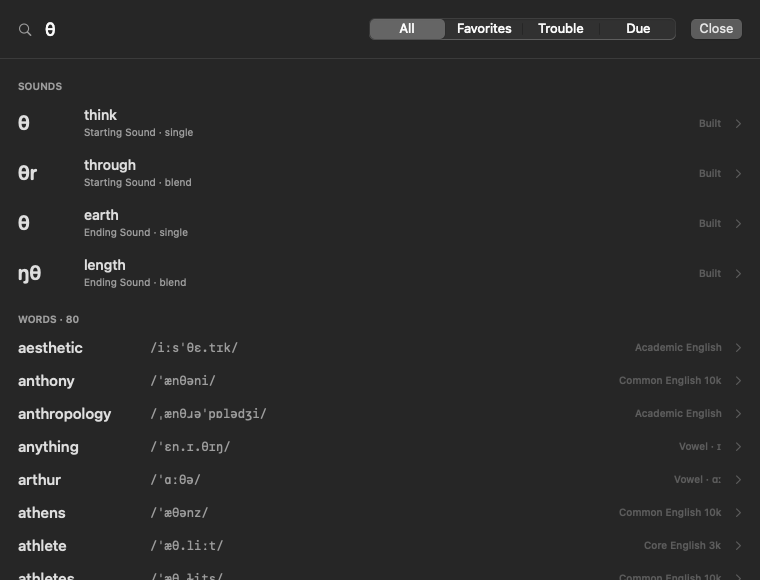 θ
All Favorites Trouble Due Close
SOUNDS
θ think Built
Starting Sound · single
θr through Built
Starting Sound · blend
θ earth Built
Ending Sound · single
ŋθ length Built
Ending Sound · blend
WORDS · 80
aesthetic /iːsˈθɛ.tɪk/ Academic English
anthony /ˈænθəni/ Common English 10k
anthropology /ˌænθɹəˈpɒlədʒi/ Academic English
anything /ˈɛn.ɪ.θɪŋ/ Vowel · ɪ
arthur /ˈɑːθə/ Vowel · ɑː
athens /ˈæθənz/ Common English 10k
athlete /ˈæθ.liːt/ Core English 3k
athletes Common English 10k